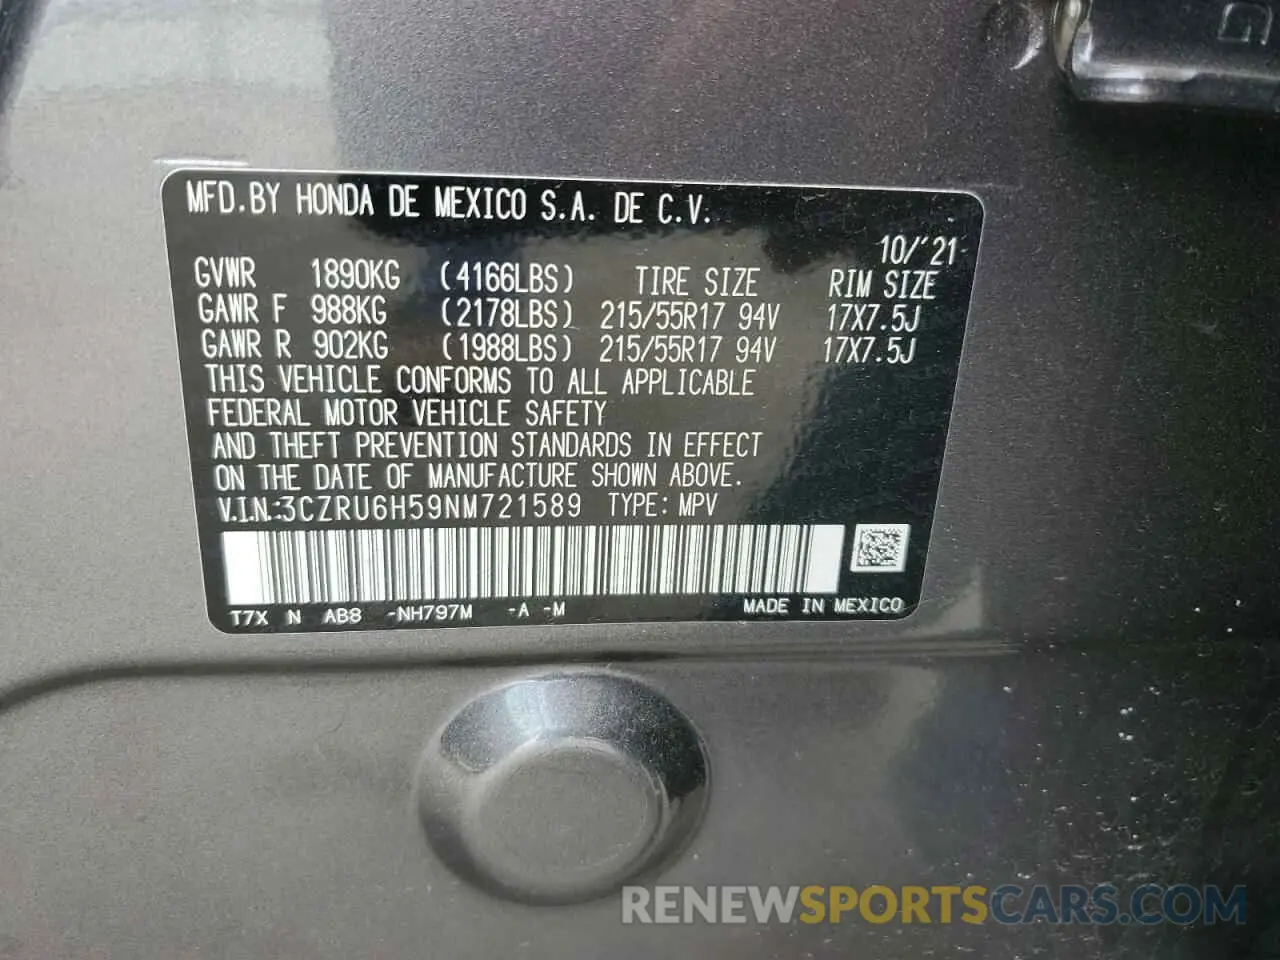 MFD.BY HONDA DE MEXICO S.A. DE C.V.
10/'21
GVWR 1890KG (4166LBS) TIRE SIZE RIM SIZE
GAWR F 988KG (2178LBS) 215/55R17 94V 17X7.5J
GAWR R 902KG (1988LBS) 215/55R17 94V 17X7.5J
THIS VEHICLE CONFORMS TO ALL APPLICABLE
FEDERAL MOTOR VEHICLE SAFETY
AND THEFT PREVENTION STANDARDS IN EFFECT
ON THE DATE OF MANUFACTURE SHOWN ABOVE.
V.I.N.:3CZRU6H59NM721589 TYPE: MPV
T7X N AB8 -NH797M -A -M MADE IN MEXICO
RENEWSPORTSCARS.COM